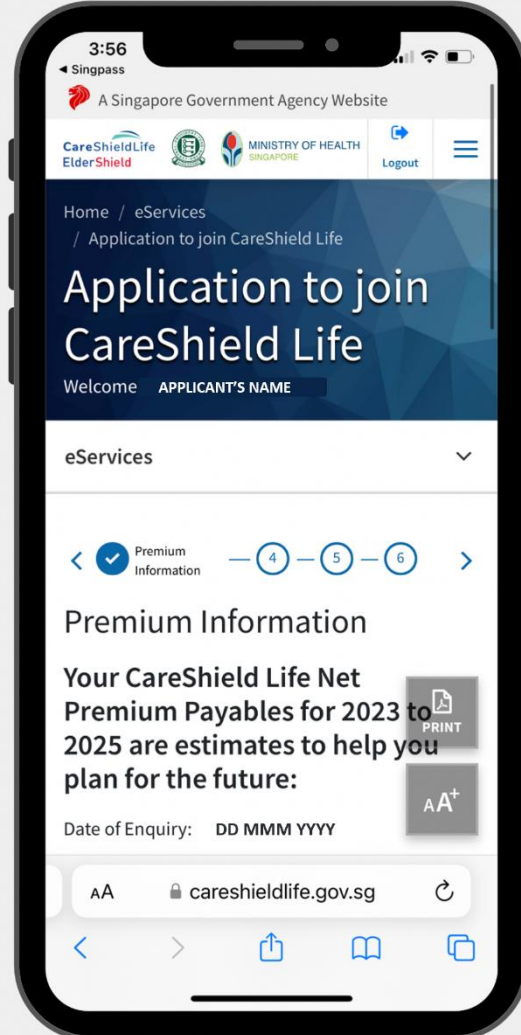 3:56
◀ Singpass
A Singapore Government Agency Website
CareShieldLife
ElderShield
MINISTRY OF HEALTH
SINGAPORE
Logout
Home / eServices
/ Application to join CareShield Life
Application to join
CareShield Life
Welcome APPLICANT'S NAME
eServices
Premium
Information
4
5
6
Premium Information
Your CareShield Life Net
Premium Payables for 2023 to
2025 are estimates to help you
plan for the future:
PRINT
AA+
Date of Enquiry: DD MMM YYYY
AA
careshieldlife.gov.sg